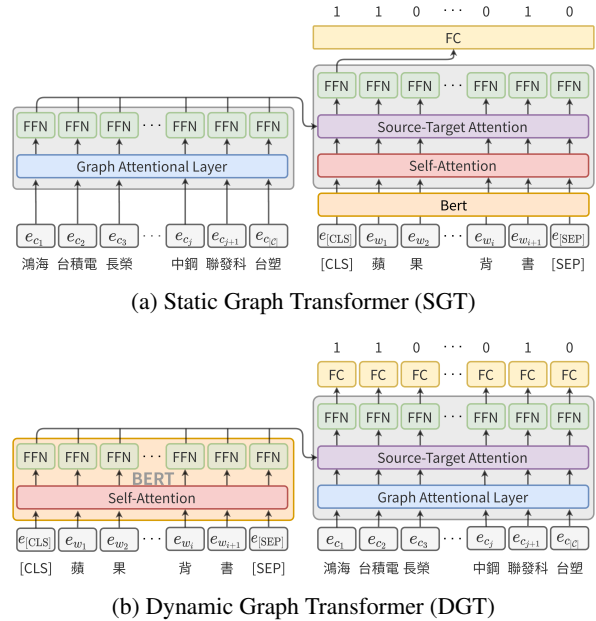 1 1 0 ··· 0 1 0
FC
FFN FFN FFN ··· FFN FFN FFN
Source-Target Attention
Self-Attention
Bert
e[CLS] e_{w_1} e_{w_2} ··· e_{w_i} e_{w_{i+1}} e[SEP]
[CLS] 蘋 果 背 書 [SEP]
FFN FFN FFN ··· FFN FFN FFN
Graph Attentional Layer
e_{c_1} e_{c_2} e_{c_3} ··· e_{c_j} e_{c_{j+1}} e_{c_{|C|}}
鴻海 台積電 長榮 中鋼 聯發科 台塑
(a) Static Graph Transformer (SGT)
1 1 0 ··· 0 1 0
FC FC FC ··· FC FC FC
FFN FFN FFN ··· FFN FFN FFN
Source-Target Attention
Graph Attentional Layer
e_{c_1} e_{c_2} e_{c_3} ··· e_{c_j} e_{c_{j+1}} e_{c_{|C|}}
鴻海 台積電 長榮 中鋼 聯發科 台塑
FFN FFN FFN ··· FFN FFN FFN
BERT
Self-Attention
e[CLS] e_{w_1} e_{w_2} ··· e_{w_i} e_{w_{i+1}} e[SEP]
[CLS] 蘋 果 背 書 [SEP]
(b) Dynamic Graph Transformer (DGT)